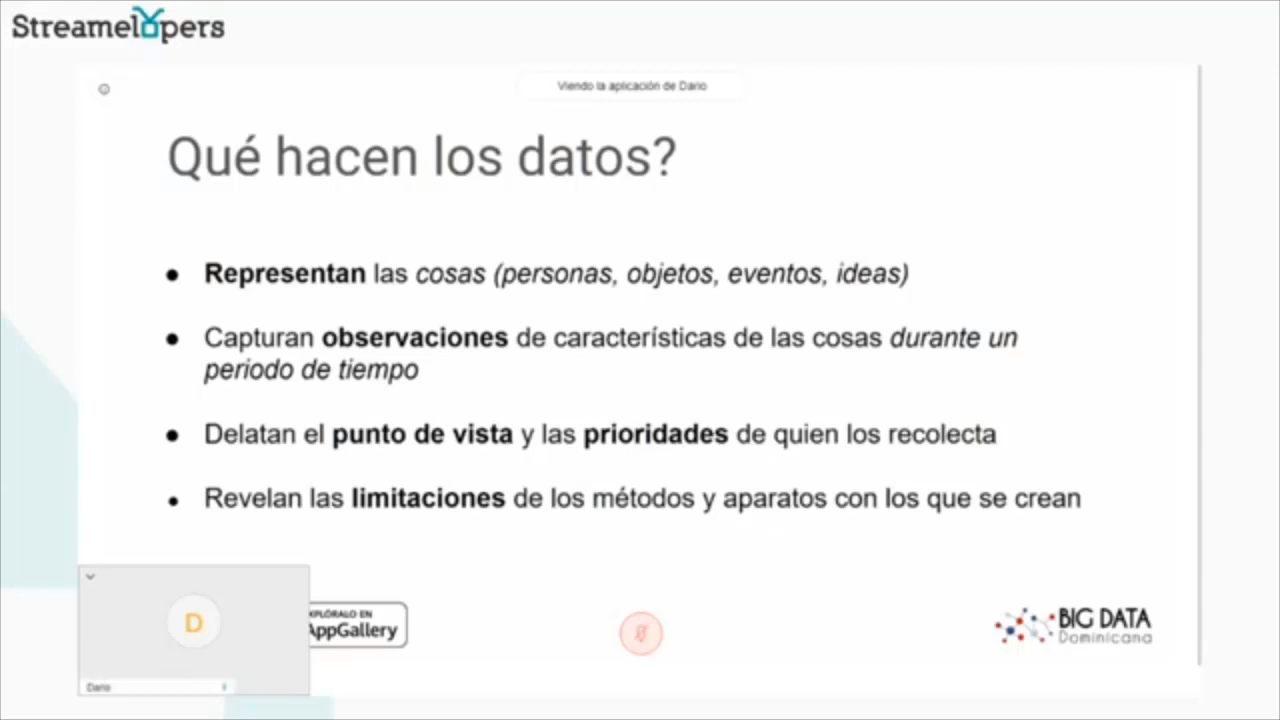 Streamelopers
Viendo la aplicación de Dario
Qué hacen los datos?
● Representan las cosas (personas, objetos, eventos, ideas)
● Capturan observaciones de características de las cosas durante un
periodo de tiempo
● Delatan el punto de vista y las prioridades de quien los recolecta
● Revelan las limitaciones de los métodos y aparatos con los que se crean
D
XPLÓRALO EN
AppGallery
BIG DATA
Dominicana
Dario